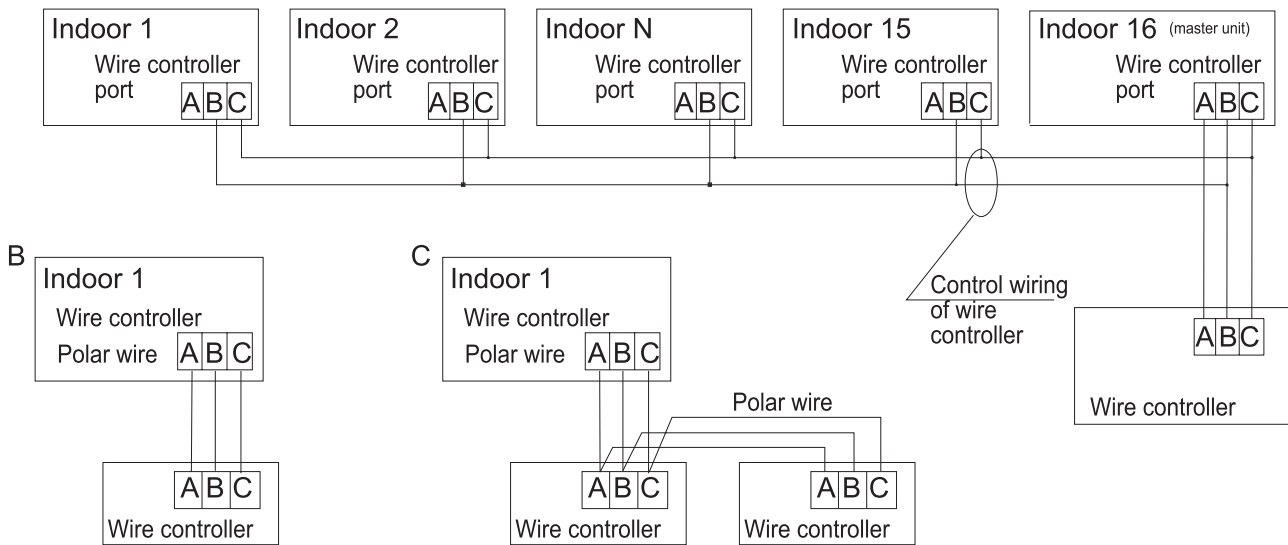 Indoor 1
Wire controller
port
A B C
Indoor 2
Wire controller
port
A B C
Indoor N
Wire controller
port
A B C
Indoor 15
Wire controller
port
A B C
Indoor 16 (master unit)
Wire controller
port
A B C
Control wiring
of wire
controller
A B C
Wire controller
B
Indoor 1
Wire controller
Polar wire
A B C
A B C
Wire controller
C
Indoor 1
Wire controller
Polar wire
A B C
Polar wire
A B C
Wire controller
A B C
Wire controller